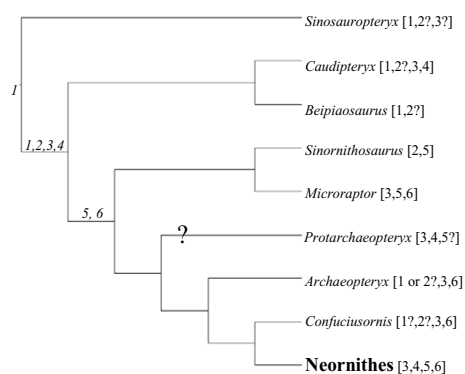 Sinosauropteryx [1,2?,3?]
Caudipteryx [1,2?,3,4]
1
Beipiaosaurus [1,2?]
1,2,3,4
Sinornithosaurus [2,5]
Microraptor [3,5,6]
5, 6
?
Protarchaeopteryx [3,4,5?]
Archaeopteryx [1 or 2?,3,6]
Confuciusornis [1?,2?,3,6]
Neornithes [3,4,5,6]